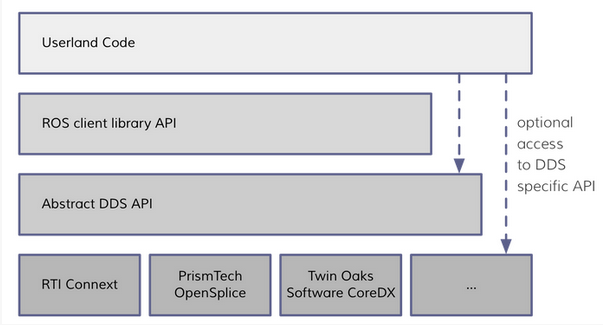 Userland Code
ROS client library API
optional
access
to DDS
specific API
Abstract DDS API
RTI Connext
PrismTech
OpenSplice
Twin Oaks
Software CoreDX
...